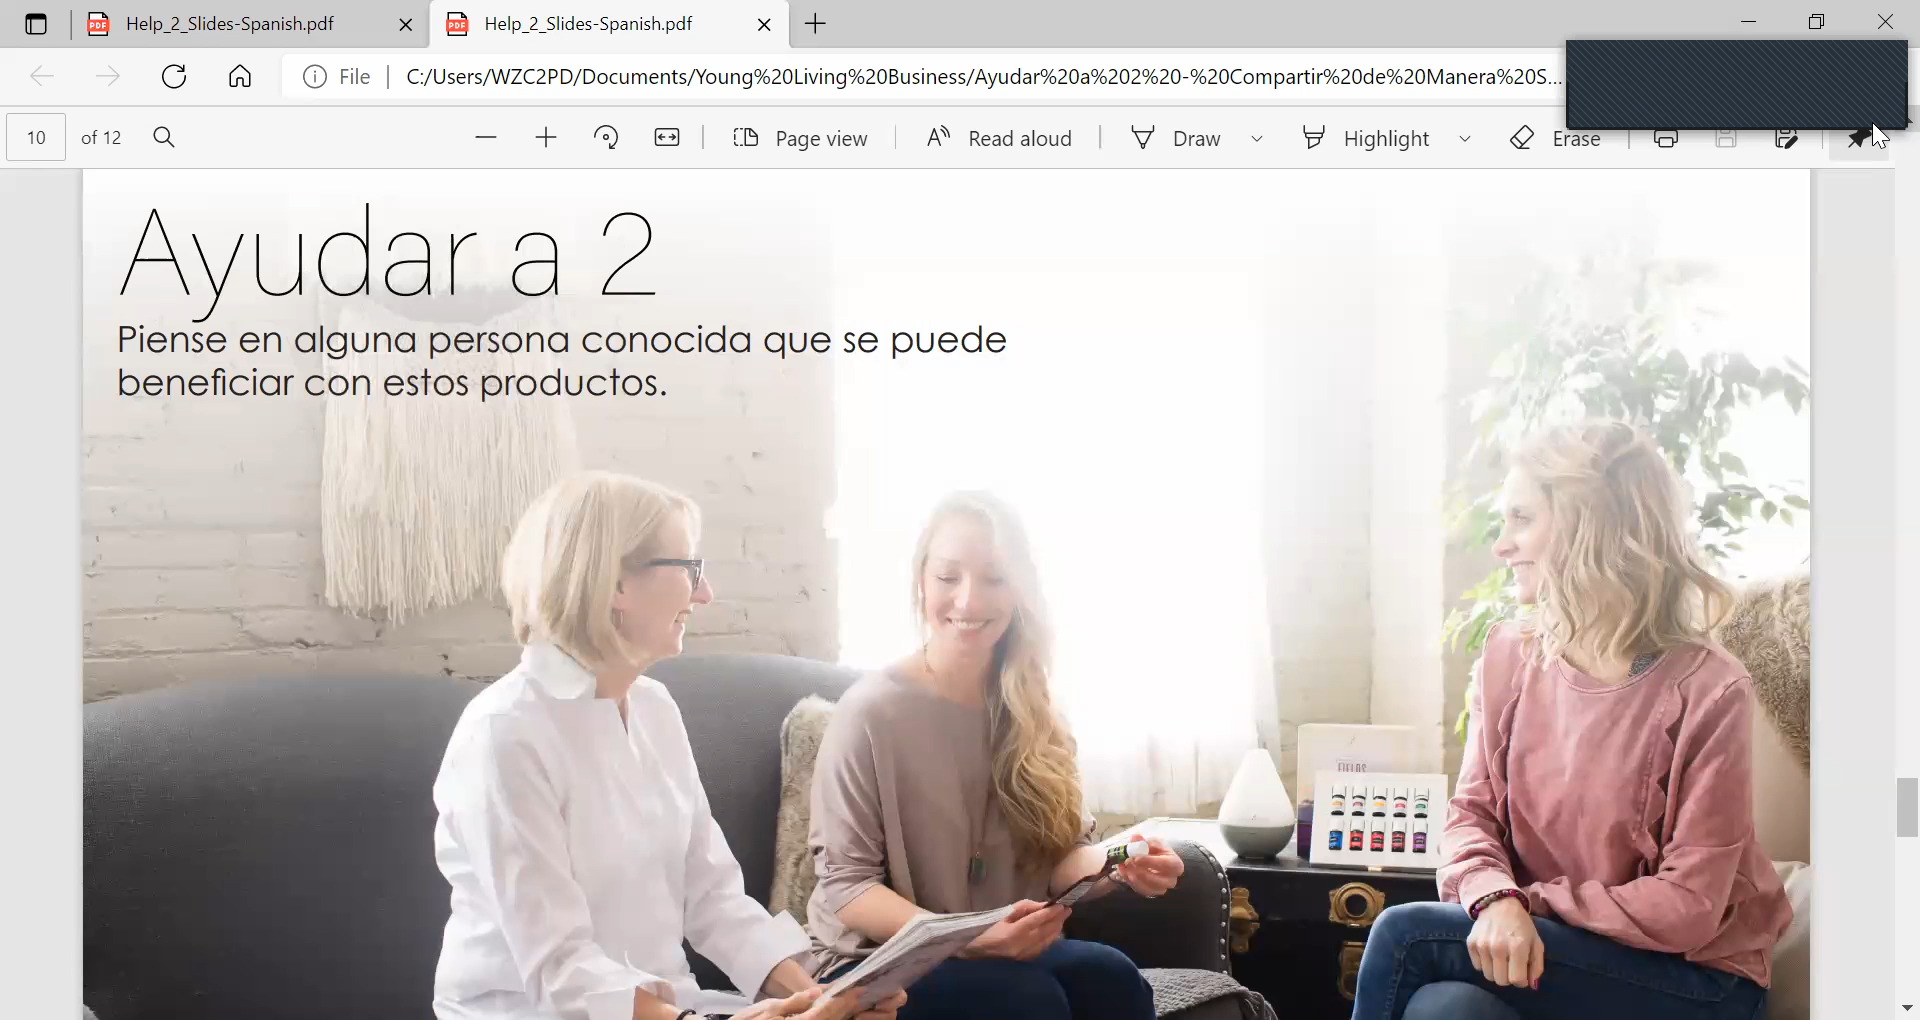 Help_2_Slides-Spanish.pdf
Help_2_Slides-Spanish.pdf
File
C:/Users/WZC2PD/Documents/Young%20Living%20Business/Ayudar%20a%202%20-%20Compartir%20de%20Manera%20S...
10 of 12
Page view
Read aloud
Draw
Highlight
Erase
Ayudar a 2
Piense en alguna persona conocida que se puede
beneficiar con estos productos.